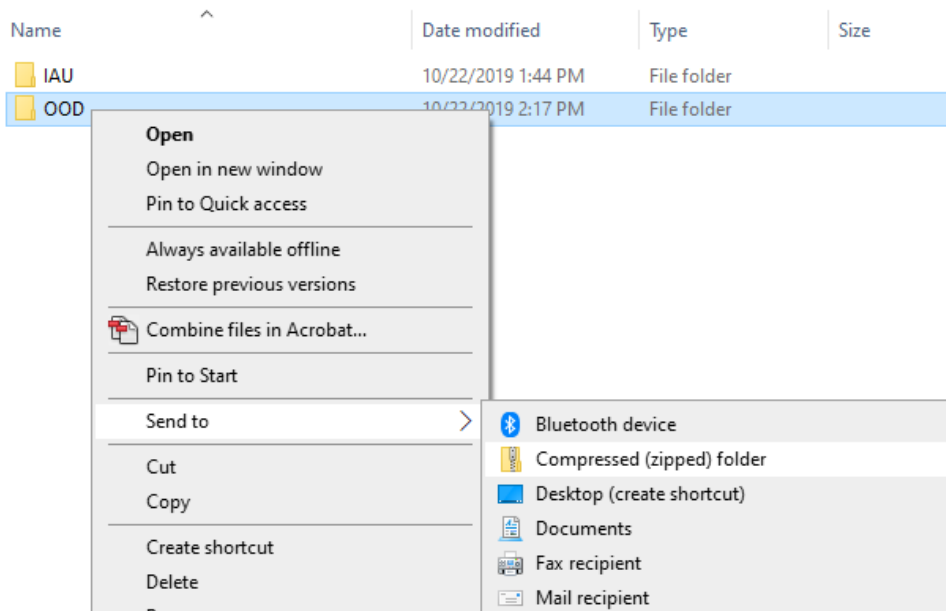 Name Date modified Type Size
IAU 10/22/2019 1:44 PM File folder
OOD 10/22/2019 2:17 PM File folder
Open
Open in new window
Pin to Quick access
Always available offline
Restore previous versions
Combine files in Acrobat...
Pin to Start
Send to
Bluetooth device
Compressed (zipped) folder
Desktop (create shortcut)
Documents
Fax recipient
Mail recipient
Cut
Copy
Create shortcut
Delete